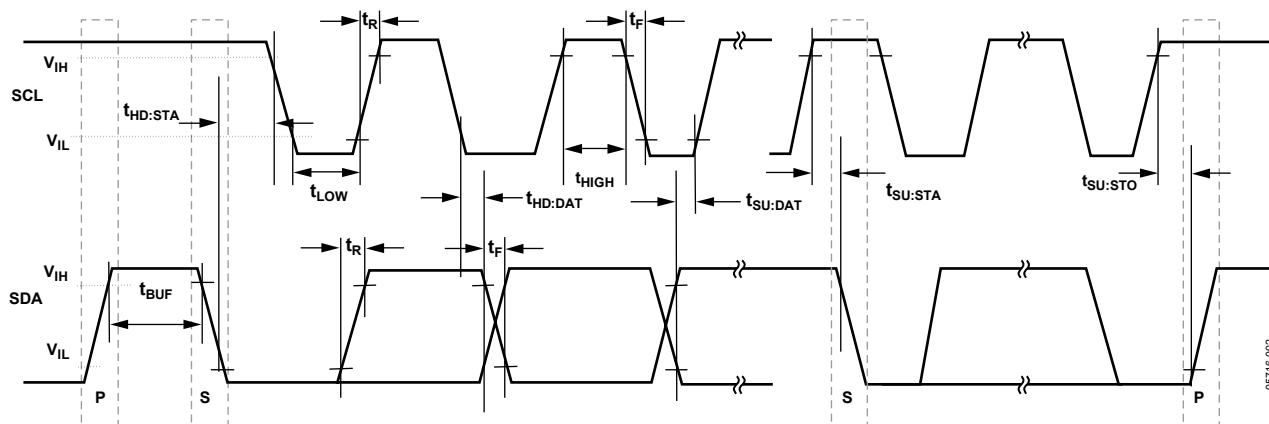 tR
tF
VIH
SCL
tHD:STA
VIL
tLOW
tHIGH
tHD:DAT
tSU:DAT
tSU:STA
tSU:STO
tR
tF
VIH
SDA
tBUF
VIL
P
S
S
P